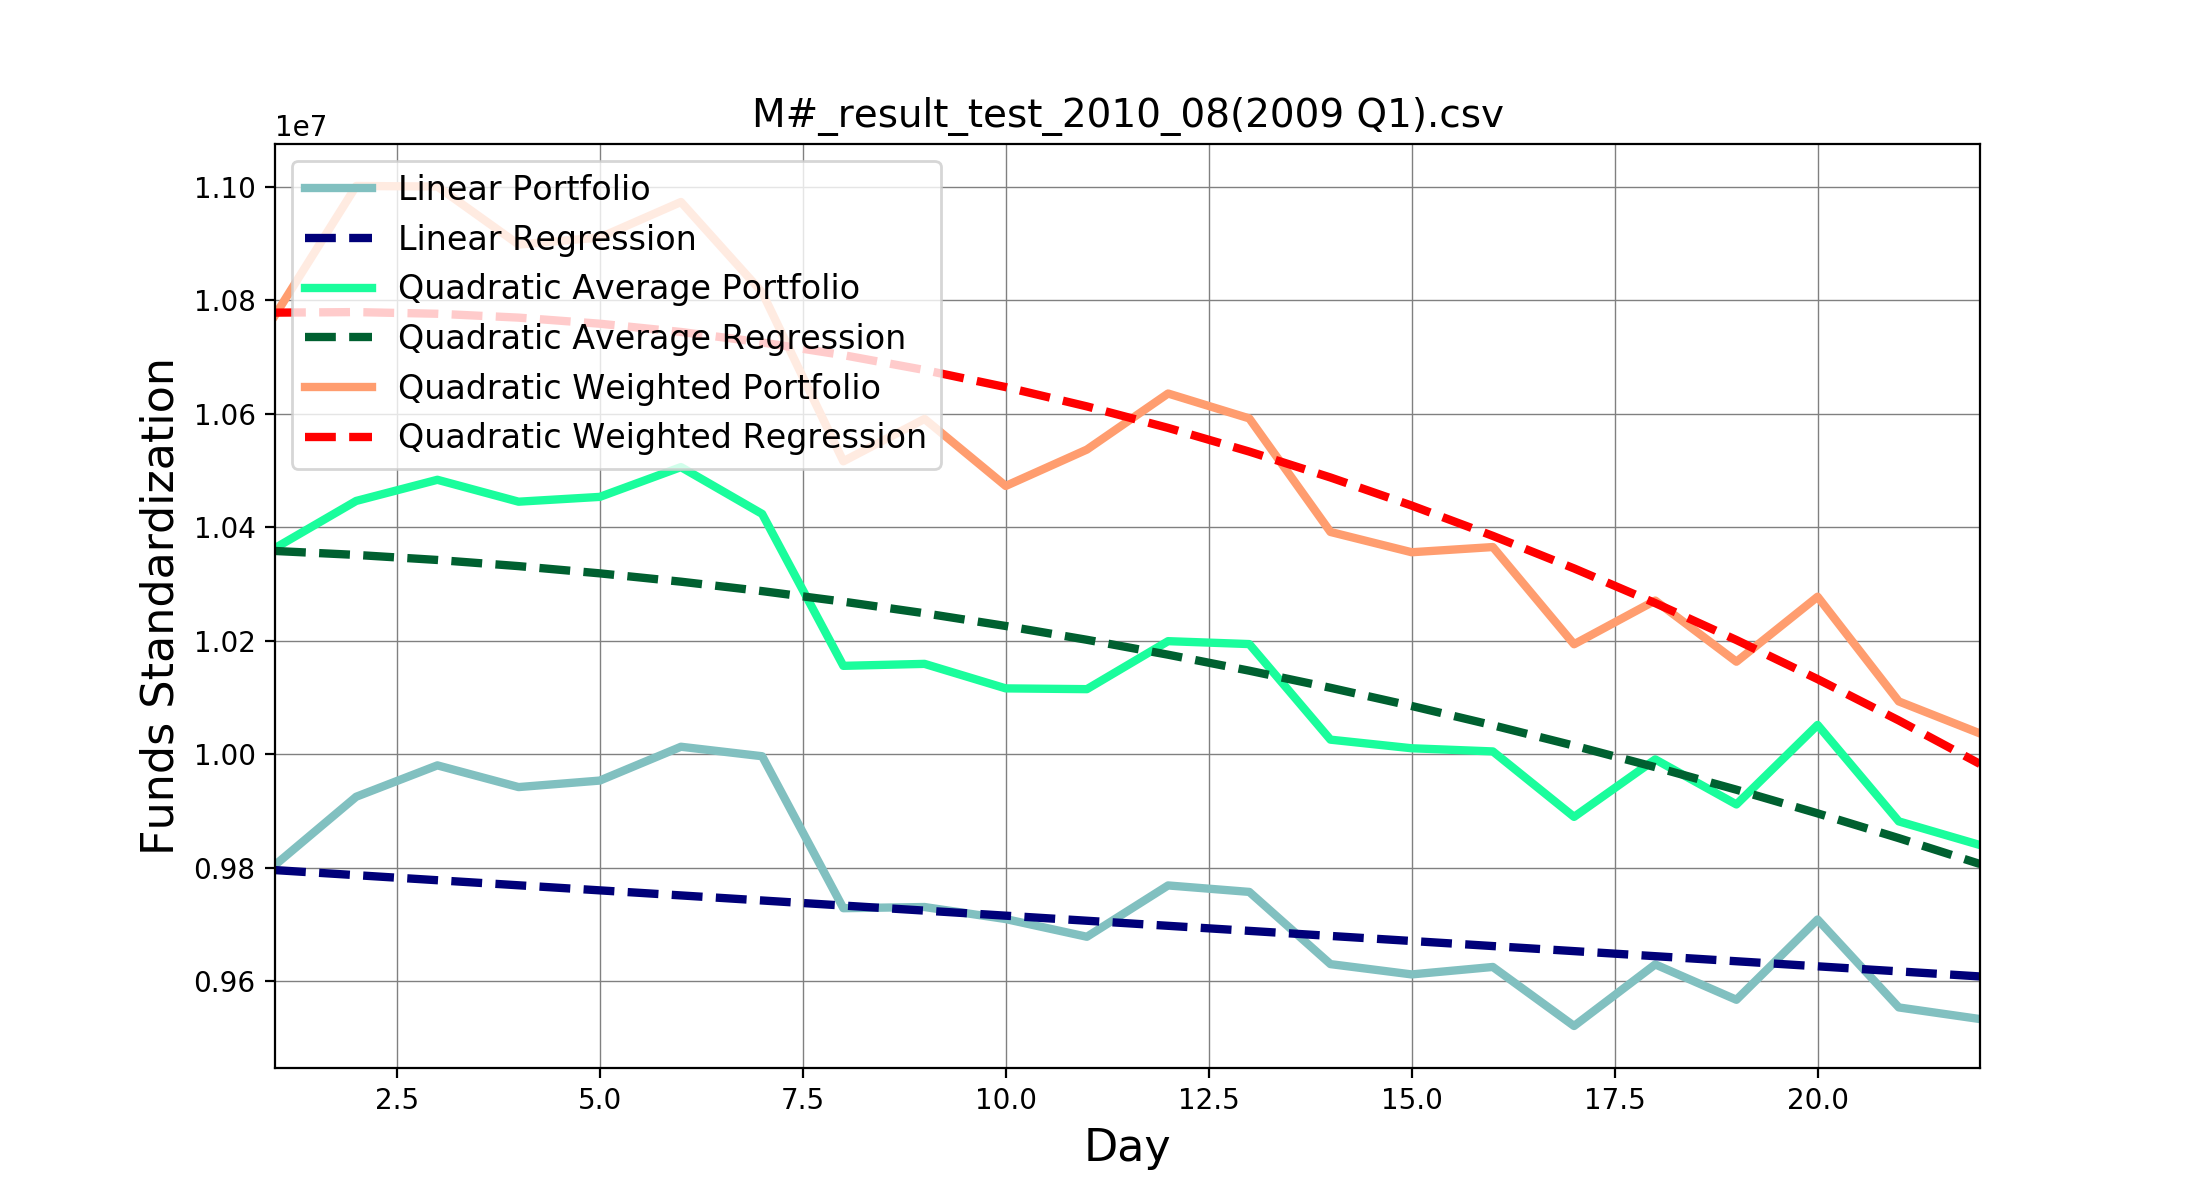 M#_result_test_2010_08(2009 Q1).csv
1e7
Linear Portfolio
Linear Regression
Quadratic Average Portfolio
Quadratic Average Regression
Quadratic Weighted Portfolio
Quadratic Weighted Regression
1.10
1.08
1.06
1.04
1.02
1.00
0.98
0.96
Funds Standardization
2.5 5.0 7.5 10.0 12.5 15.0 17.5 20.0
Day